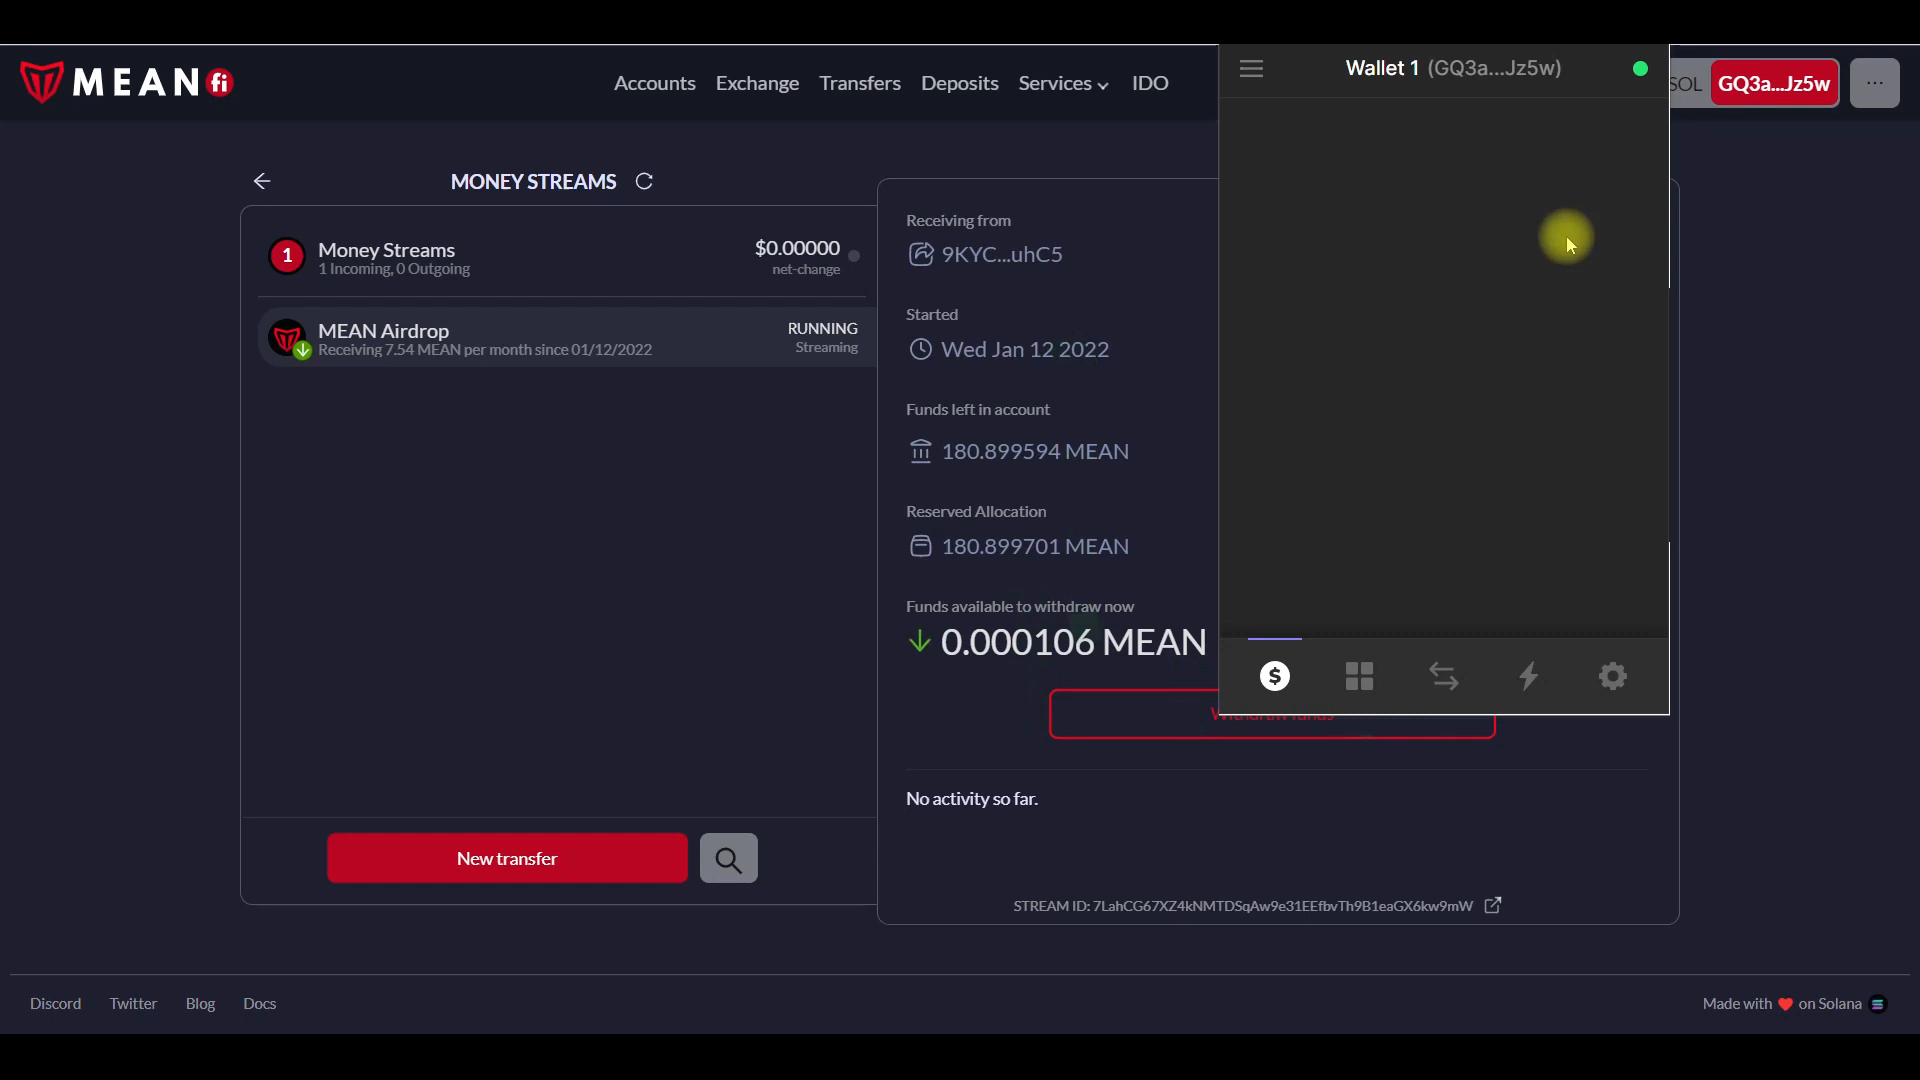 MEAN fi
Accounts Exchange Transfers Deposits Services IDO
Wallet 1 (GQ3a...Jz5w)
SOL GQ3a...Jz5w ...
MONEY STREAMS
1
Money Streams
1 Incoming, 0 Outgoing
$0.00000
net-change
MEAN Airdrop
Receiving 7.54 MEAN per month since 01/12/2022
RUNNING
Streaming
New transfer
Receiving from
9KYC...uhC5
Started
Wed Jan 12 2022
Funds left in account
180.899594 MEAN
Reserved Allocation
180.899701 MEAN
Funds available to withdraw now
0.000106 MEAN
Withdraw funds
No activity so far.
STREAM ID: 7LahCG67XZ4kNMTDSqAw9e31EEfbvTh9B1eaGX6kw9mW
$
Discord Twitter Blog Docs
Made with ❤️ on Solana